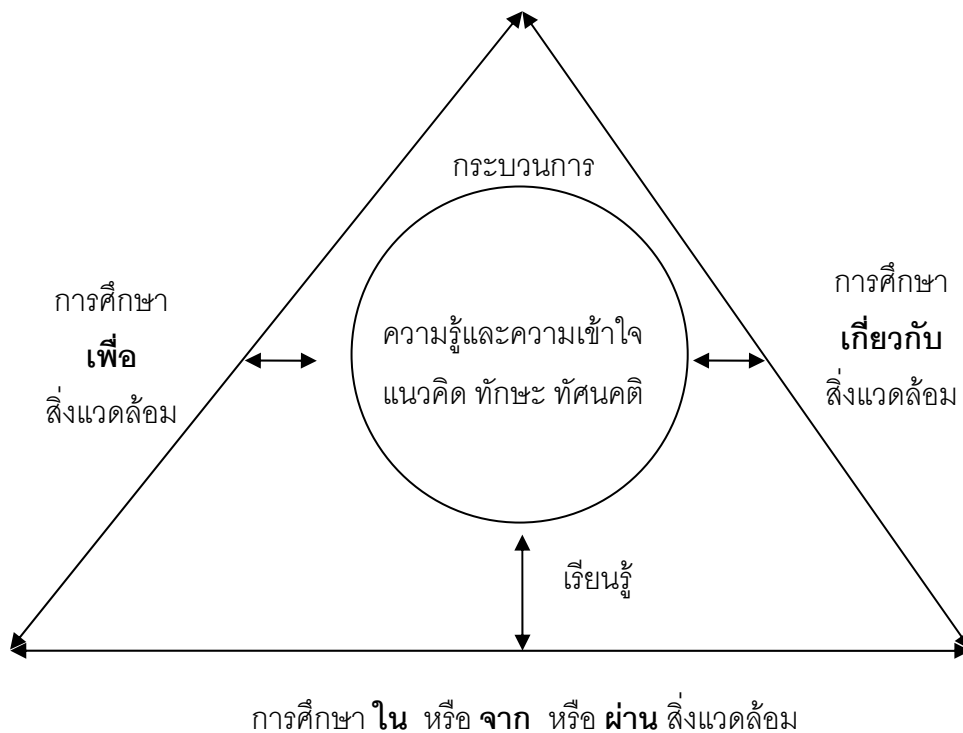 กระบวนการ
การศึกษา
เพื่อ
สิ่งแวดล้อม
ความรู้และความเข้าใจ
แนวคิด ทักษะ ทัศนคติ
การศึกษา
เกี่ยวกับ
สิ่งแวดล้อม
เรียนรู้
การศึกษา ใน หรือ จาก หรือ ผ่าน สิ่งแวดล้อม